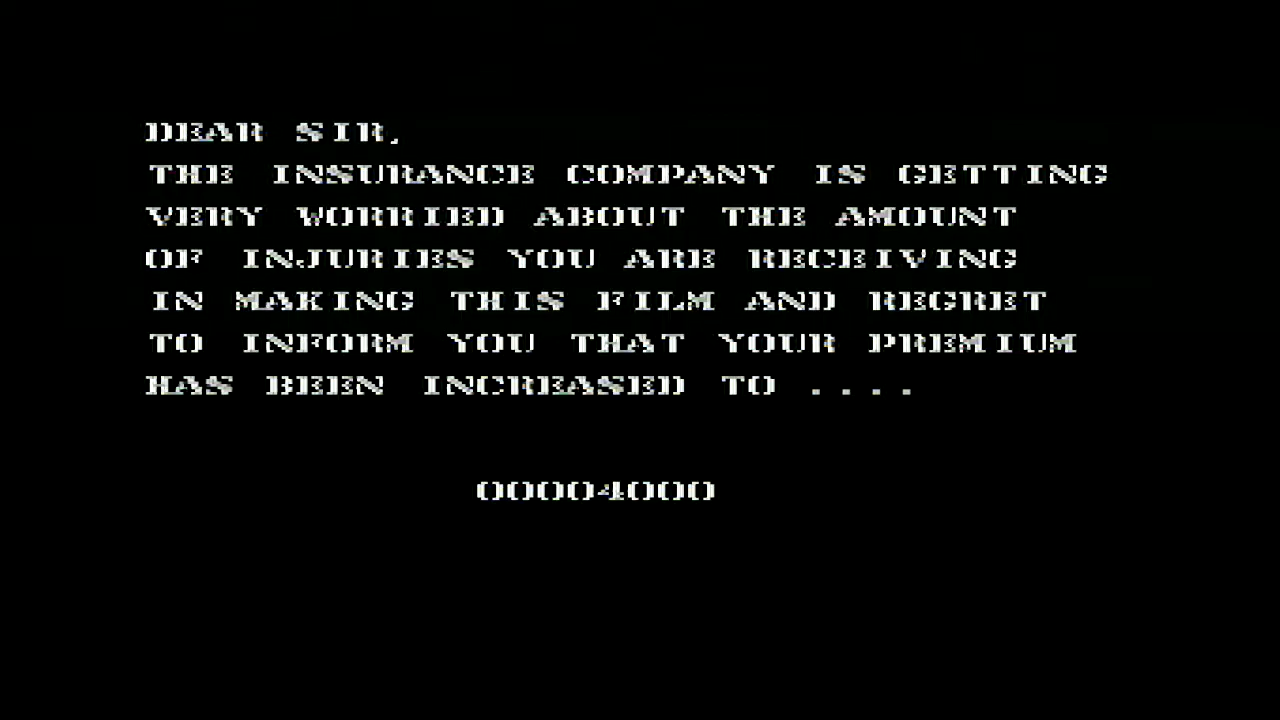 DEAR SIR,
THE INSURANCE COMPANY IS GETTING
VERY WORRIED ABOUT THE AMOUNT
OF INJURIES YOU ARE RECEIVING
IN MAKING THIS FILM AND REGRET
TO INFORM YOU THAT YOUR PREMIUM
HAS BEEN INCREASED TO ....
00004000